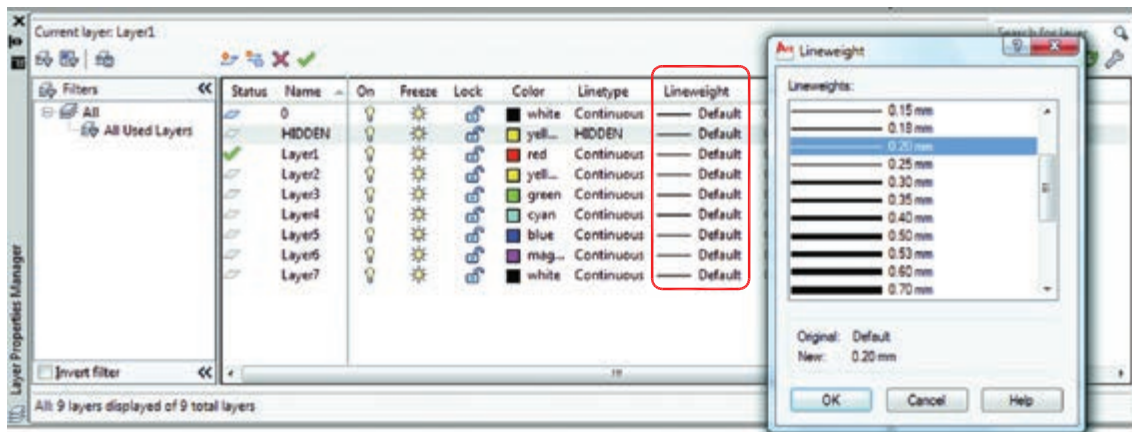 Current layer: Layer1
Search for layer
Filters
All
All Used Layers
Status Name On Freeze Lock Color Linetype Lineweight
0 white Continuous Default
HIDDEN yell... HIDDEN Default
Layer1 red Continuous Default
Layer2 yell... Continuous Default
Layer3 green Continuous Default
Layer4 cyan Continuous Default
Layer5 blue Continuous Default
Layer6 mag... Continuous Default
Layer7 white Continuous Default
Invert filter
All: 9 layers displayed of 9 total layers
Layer Properties Manager
Lineweight
Lineweights:
0.15 mm
0.18 mm
0.20 mm
0.25 mm
0.30 mm
0.35 mm
0.40 mm
0.50 mm
0.53 mm
0.60 mm
0.70 mm
Original: Default
New: 0.20 mm
OK Cancel Help